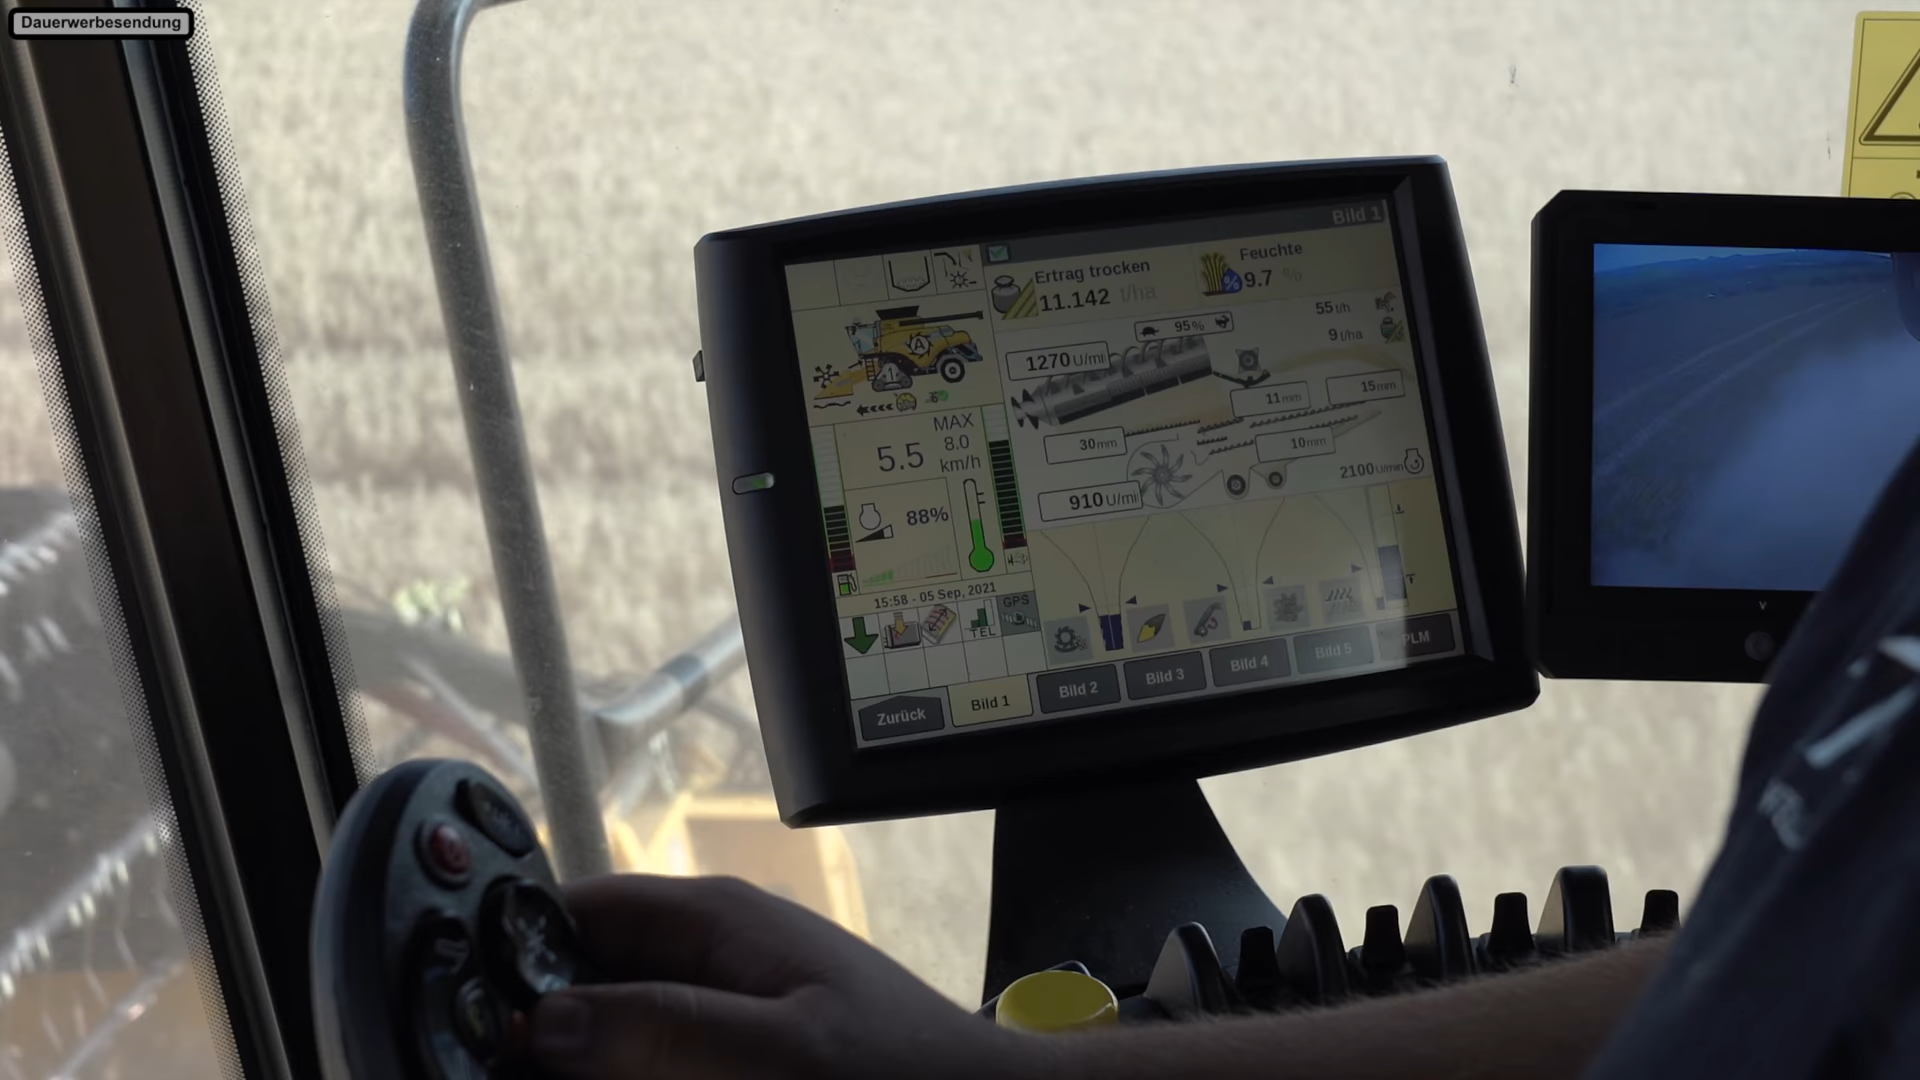 Dauerwerbesendung
Bild 1
Ertrag trocken
11.142 t/ha
Feuchte
9.7 %
55 t/h
9 t/ha
95%
1270 U/mi
11 mm
15 mm
30 mm
10 mm
910 U/mi
2100 U/min
MAX
8.0
5.5
km/h
88%
15:58 - 05 Sep, 2021
TEL
GPS
Zurück
Bild 1
Bild 2
Bild 3
Bild 4
Bild 5
PLM